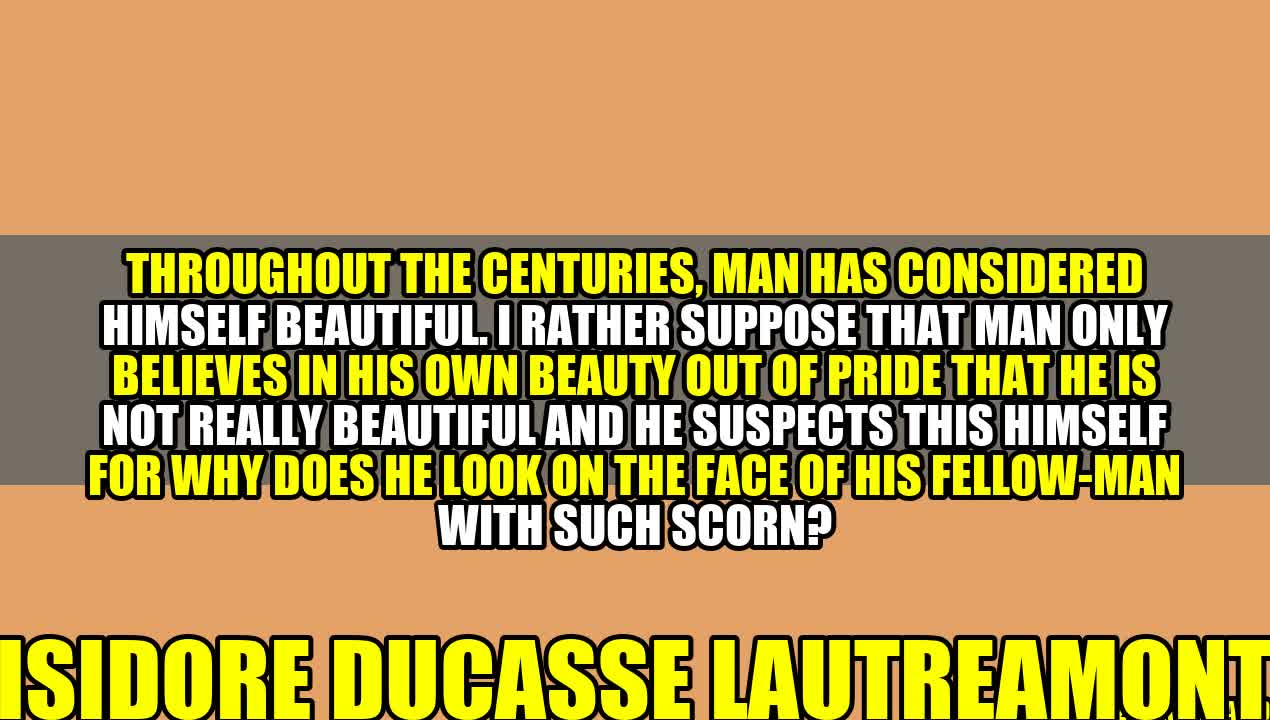 THROUGHOUT THE CENTURIES, MAN HAS CONSIDERED
HIMSELF BEAUTIFUL. I RATHER SUPPOSE THAT MAN ONLY
BELIEVES IN HIS OWN BEAUTY OUT OF PRIDE THAT HE IS
NOT REALLY BEAUTIFUL AND HE SUSPECTS THIS HIMSELF
FOR WHY DOES HE LOOK ON THE FACE OF HIS FELLOW-MAN
WITH SUCH SCORN?
ISIDORE DUCASSE LAUTREAMONT